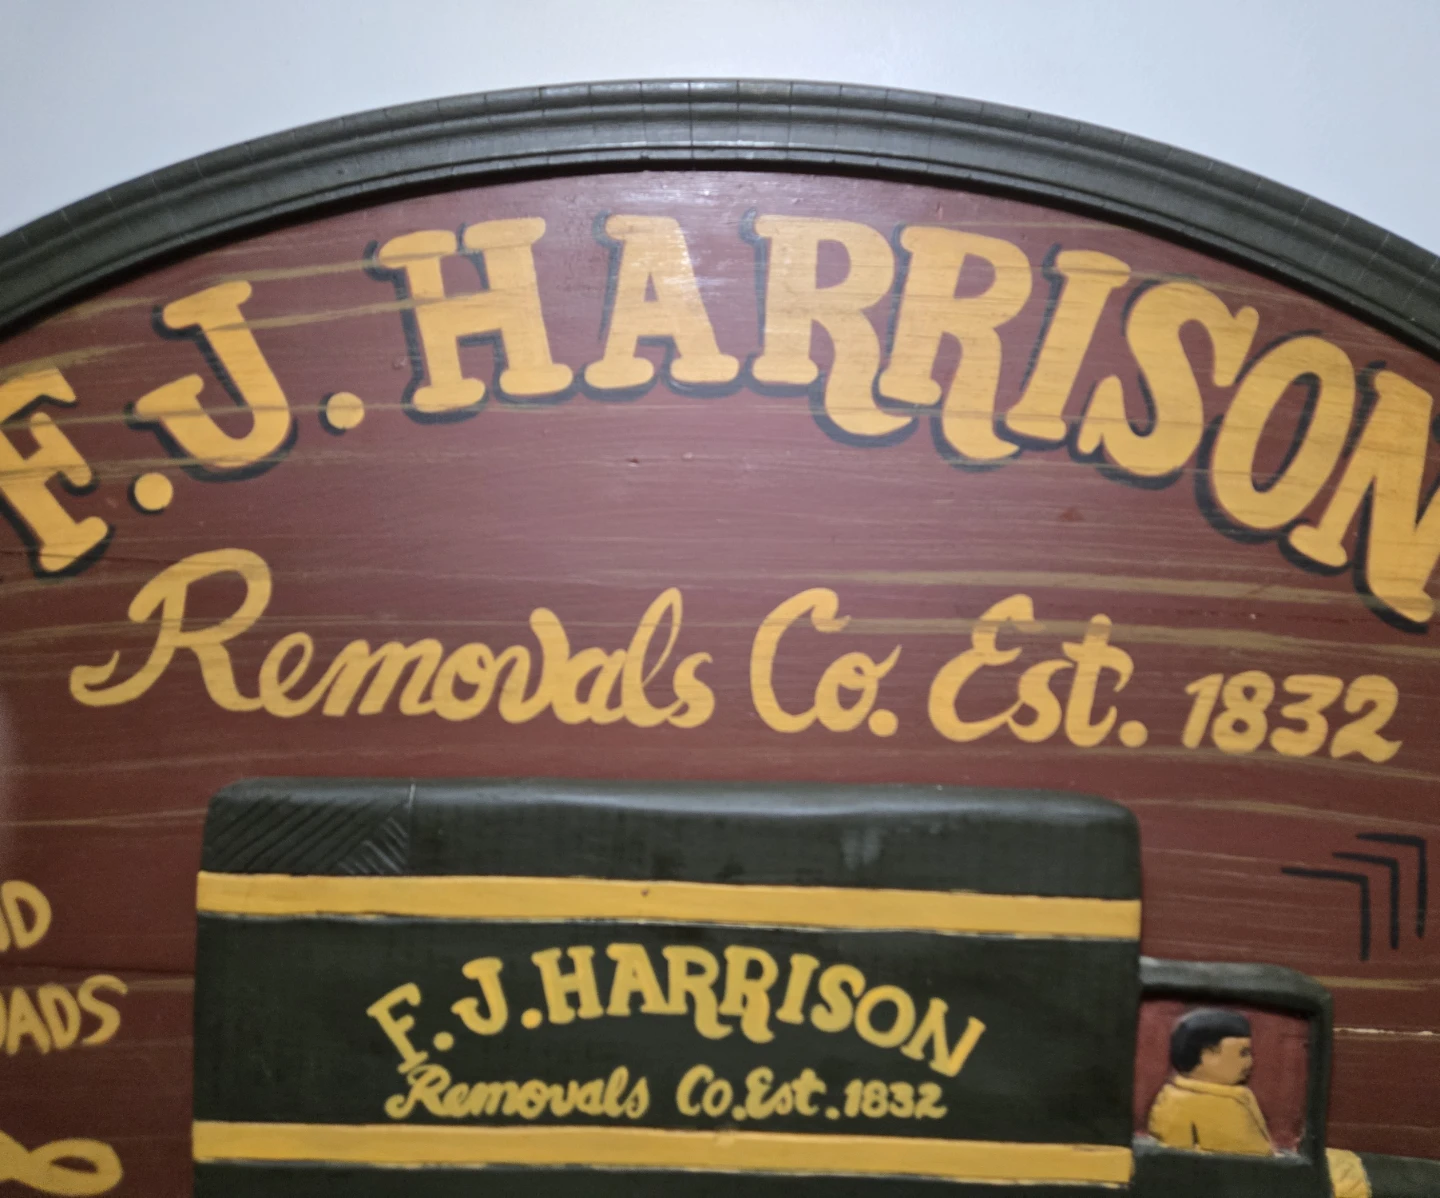 F.J. HARRISON
Removals Co. Est. 1832
F.J. HARRISON
Removals Co. Est. 1832